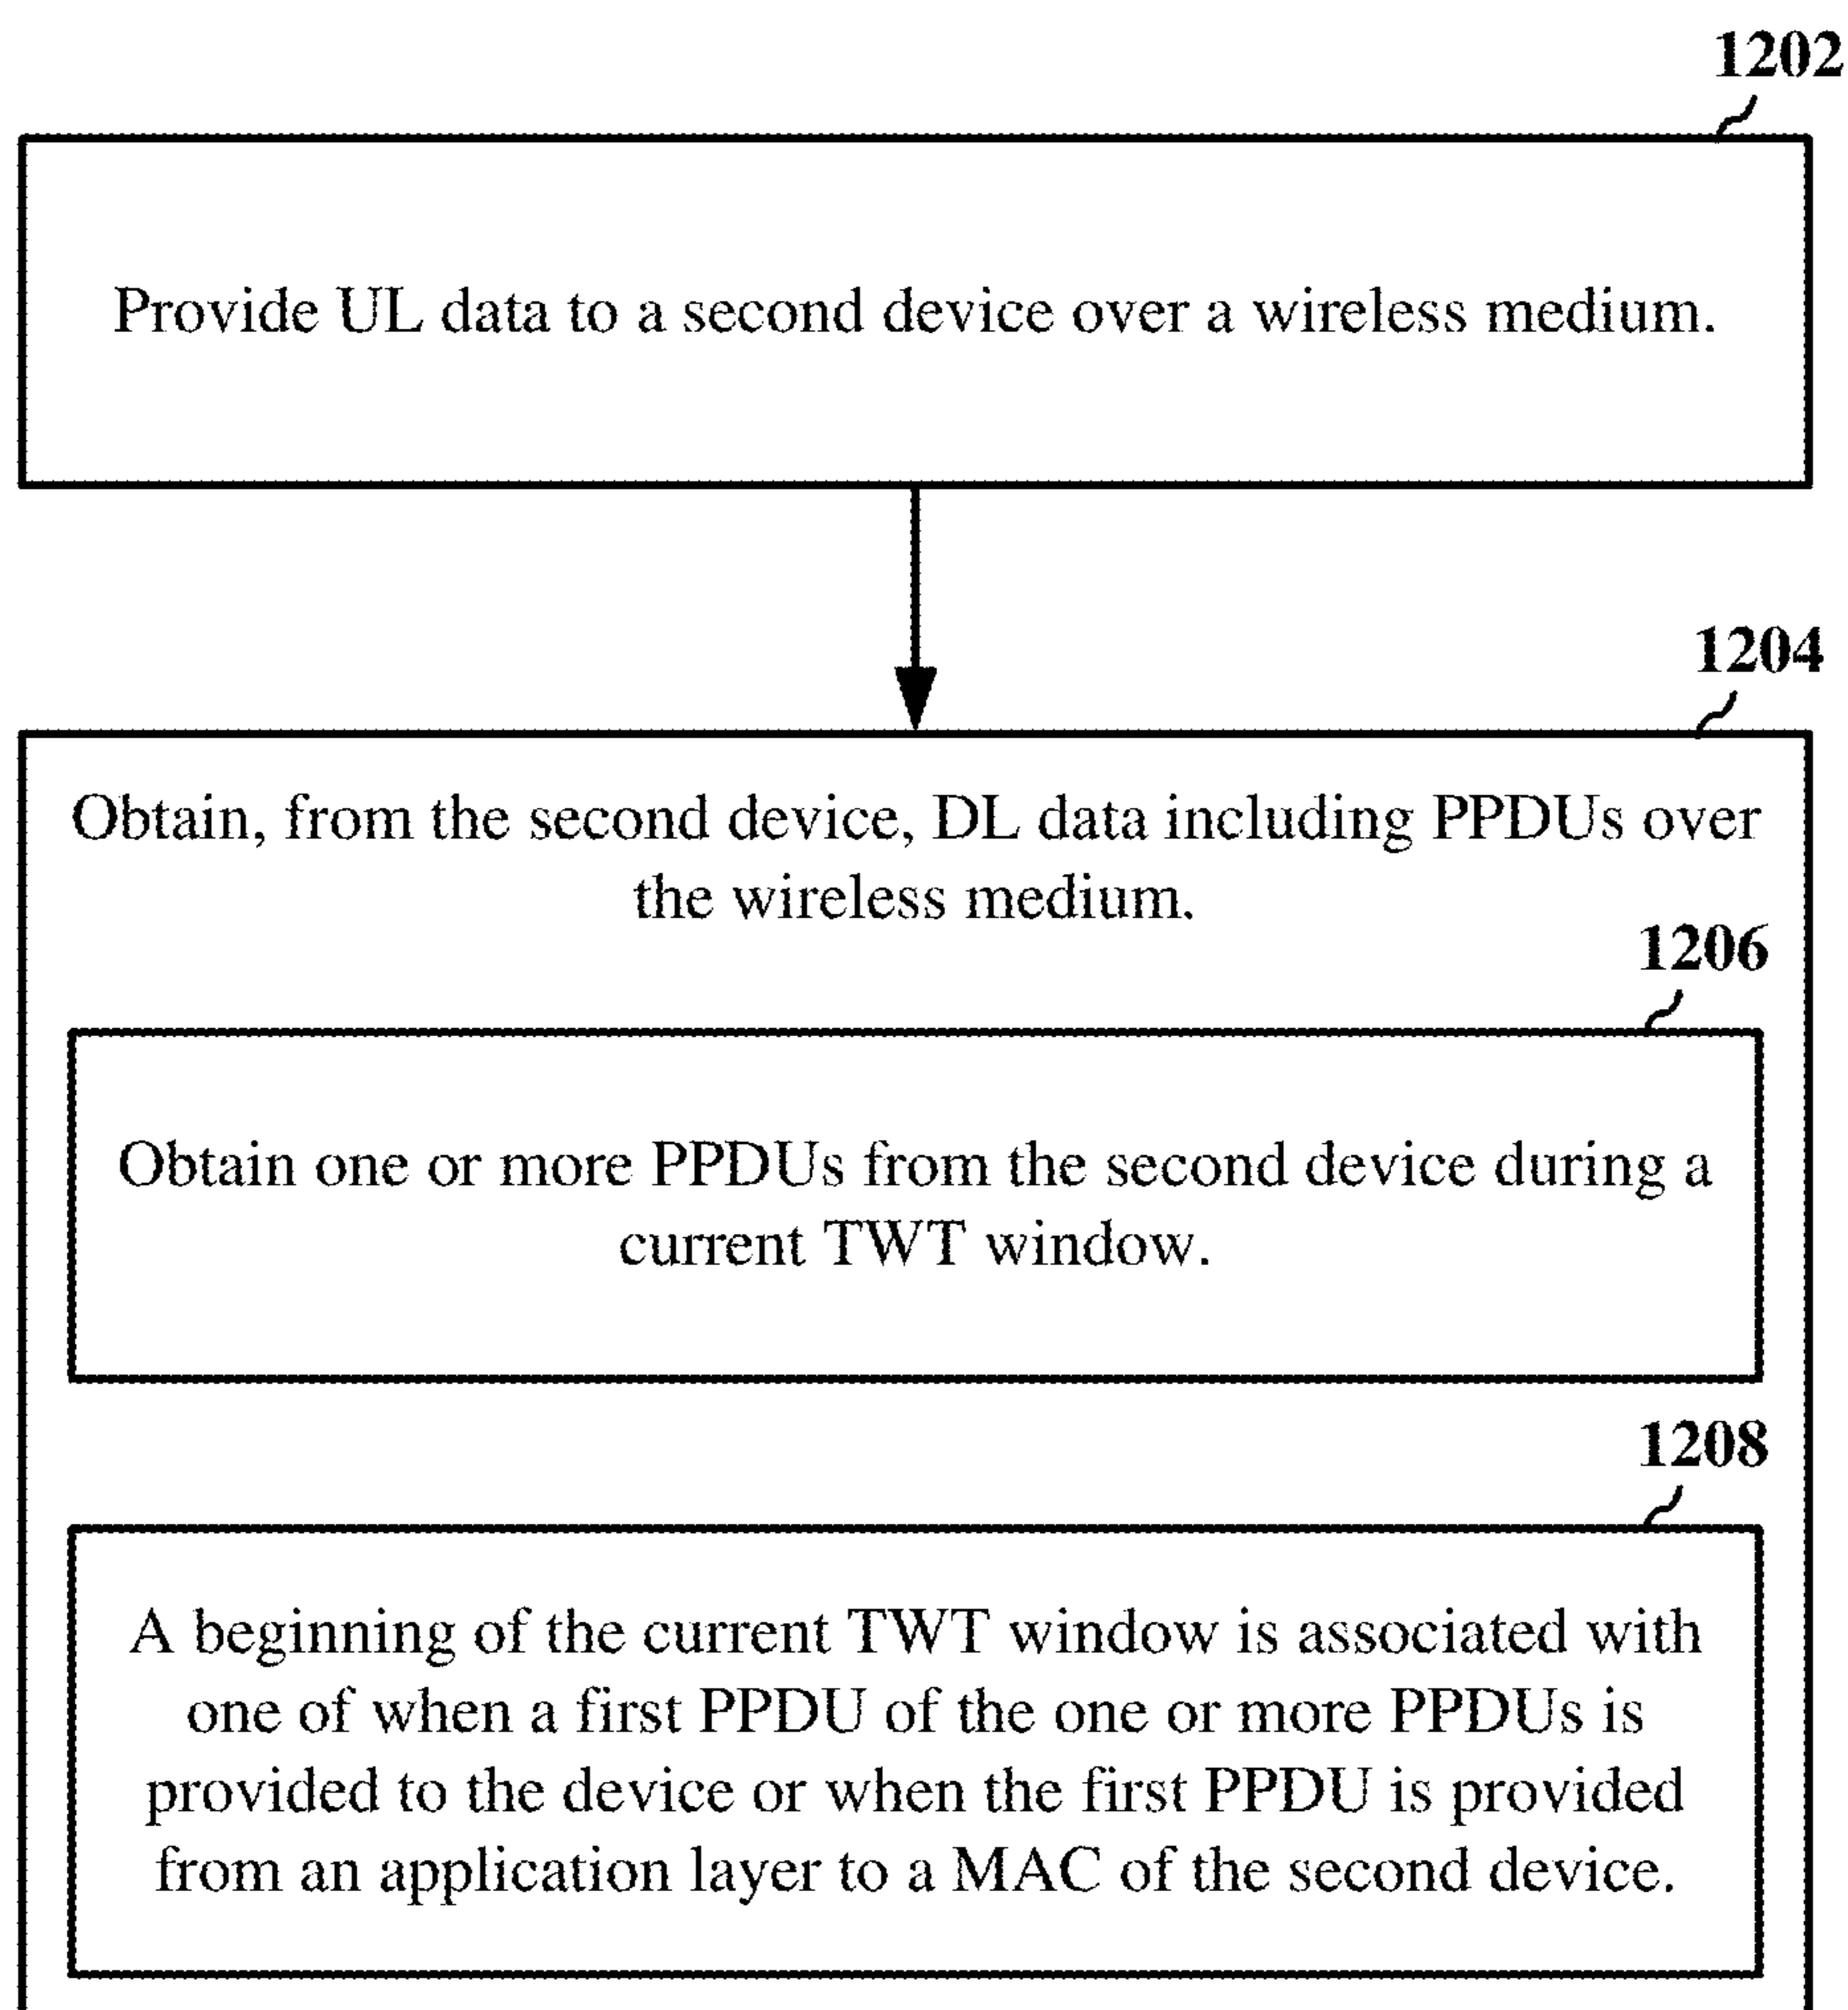 1202
Provide UL data to a second device over a wireless medium.
1204
Obtain, from the second device, DL data including PPDUs over
the wireless medium.
1206
Obtain one or more PPDUs from the second device during a
current TWT window.
1208
A beginning of the current TWT window is associated with
one of when a first PPDU of the one or more PPDUs is
provided to the device or when the first PPDU is provided
from an application layer to a MAC of the second device.